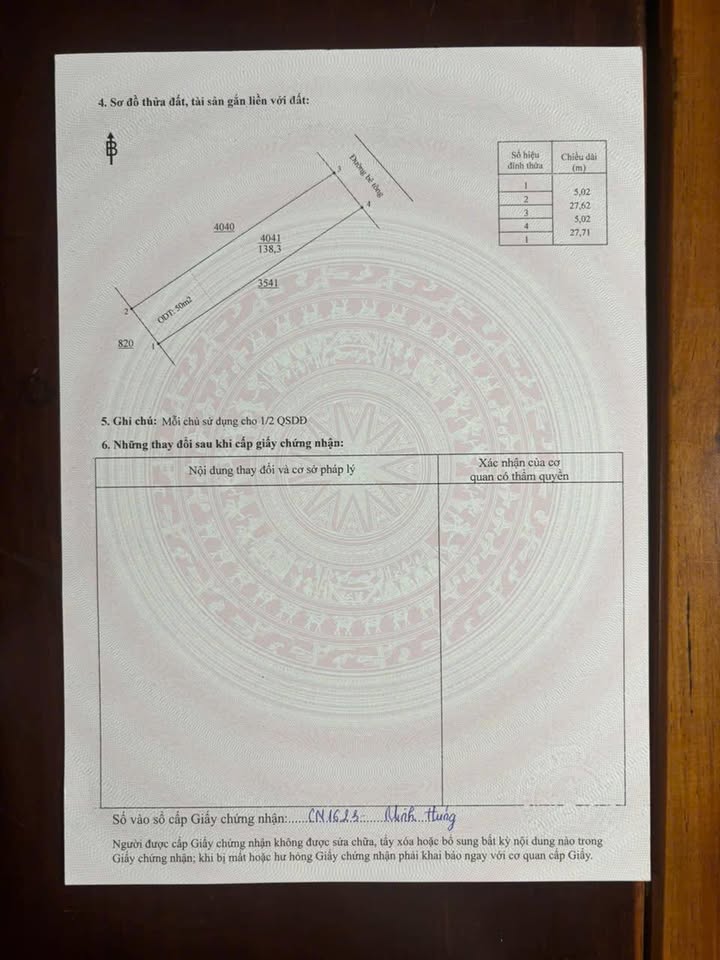 4. Sơ đồ thửa đất, tài sản gắn liền với đất:
B
Số hiệu đỉnh thửa
Chiều dài (m)
1
5,02
2
27,62
3
5,02
4
27,71
1
Đường bê tông
3
4
4040
4041
138,3
3541
ODT: 50m2
2
820
1
5. Ghi chú: Mỗi chủ sử dụng cho 1/2 QSDĐ
6. Những thay đổi sau khi cấp giấy chứng nhận:
Nội dung thay đổi và cơ sở pháp lý
Xác nhận của cơ
quan có thẩm quyền
Số vào sổ cấp Giấy chứng nhận:.....CN1623- Minh Hưng
Người được cấp Giấy chứng nhận không được sửa chữa, tẩy xóa hoặc bổ sung bất kỳ nội dung nào trong
Giấy chứng nhận; khi bị mất hoặc hư hỏng Giấy chứng nhận phải khai báo ngay với cơ quan cấp Giấy.